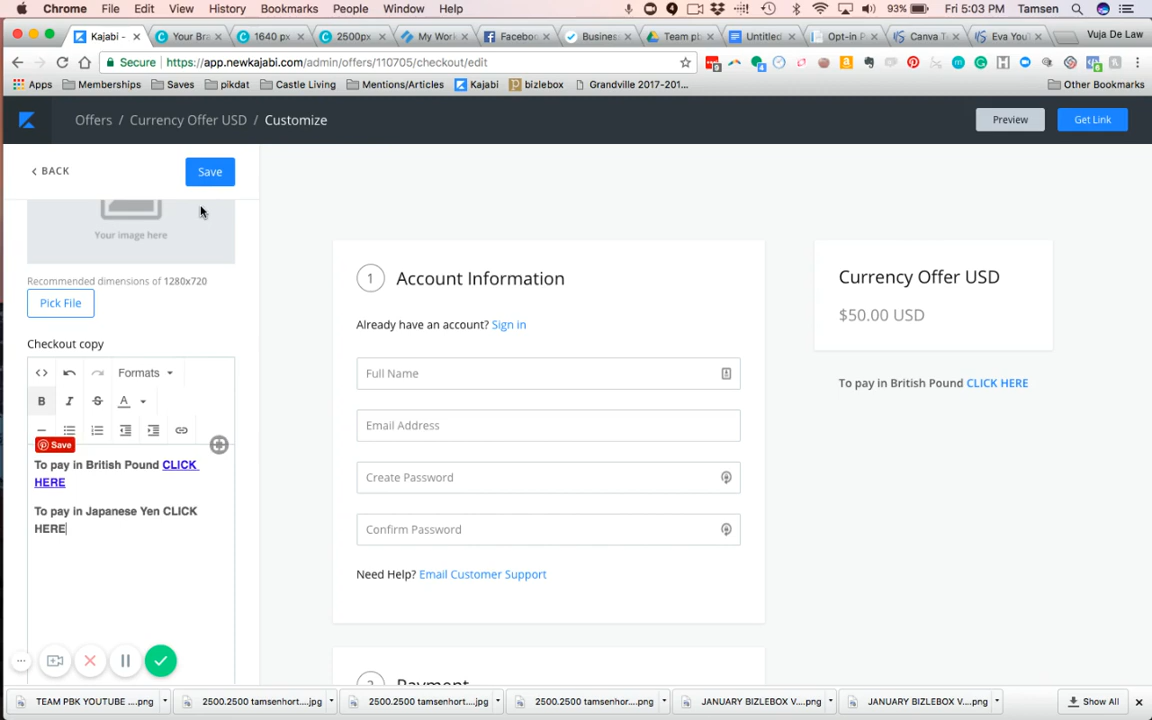 Chrome File Edit View History Bookmarks People Window Help 93% Fri 5:03 PM Tamsen
Kajabi - Your Bra 1640 px 2500px My Work Facebo Busines Team pb Untitled Opt-in P Canva T Eva You Vuja De Law
Secure https://app.newkajabi.com/admin/offers/110705/checkout/edit
Apps Memberships Saves pikdat Castle Living Mentions/Articles Kajabi bizlebox Grandville 2017-201... Other Bookmarks
Offers / Currency Offer USD / Customize Preview Get Link
BACK Save
Your image here
Recommended dimensions of 1280x720
Pick File
Checkout copy
Formats
B I S A
Save
To pay in British Pound CLICK
HERE
To pay in Japanese Yen CLICK
HERE
1 Account Information
Already have an account? Sign in
Full Name
Email Address
Create Password
Confirm Password
Need Help? Email Customer Support
Currency Offer USD
$50.00 USD
To pay in British Pound CLICK HERE
TEAM PBK YOUTUBE ....png 2500.2500 tamsenhort....jpg 2500.2500 tamsenhort....jpg 2500.2500 tamsenhor....png JANUARY BIZLEBOX V....png JANUARY BIZLEBOX V....png Show All